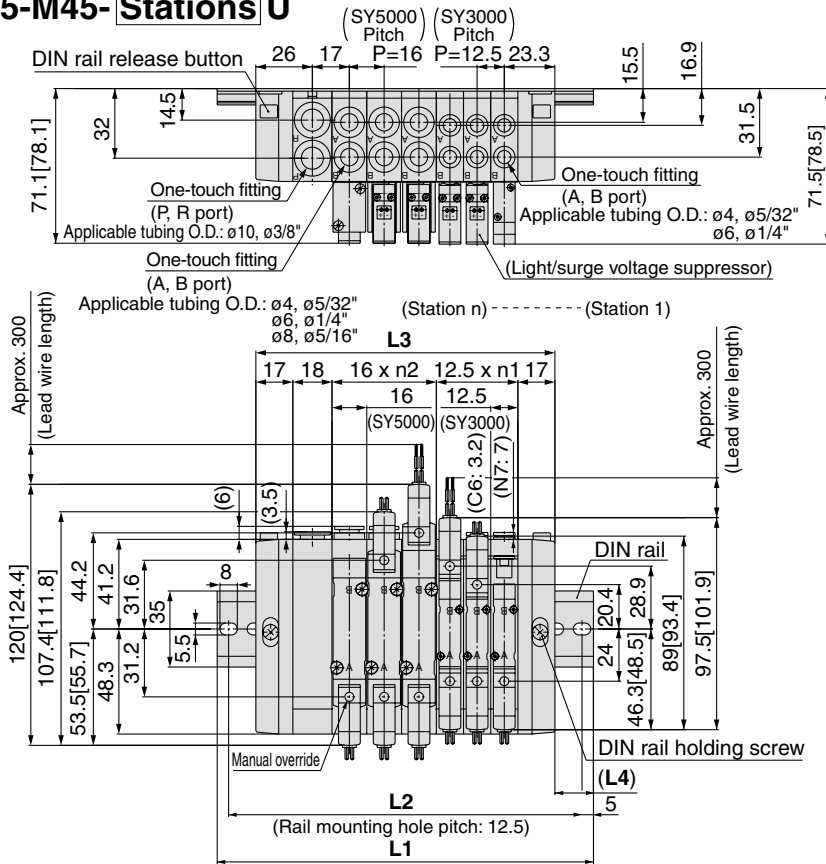 5-M45- Stations U
(SY5000) (SY3000)
Pitch Pitch
26 17 P=16 P=12.5 23.3
DIN rail release button
15.5
16.9
14.5
32
71.1[78.1]
31.5
71.5[78.5]
One-touch fitting
(P, R port)
Applicable tubing O.D.: ø10, ø3/8"
One-touch fitting
(A, B port)
Applicable tubing O.D.: ø4, ø5/32"
ø6, ø1/4"
One-touch fitting
(A, B port)
Applicable tubing O.D.: ø4, ø5/32"
ø6, ø1/4"
ø8, ø5/16"
(Light/surge voltage suppressor)
(Station n) - - - - - - - - (Station 1)
L3
17 18 16 x n2 12.5 x n1 17
16 12.5
(SY5000) (SY3000)
Approx. 300
(Lead wire length)
Approx. 300
(Lead wire length)
(C6: 3.2)
(N7: 7)
(6)
(3.5)
DIN rail
8
44.2
41.2
31.6
35
5.5
120[124.4]
107.4[111.8]
53.5[55.7]
48.3
31.2
20.4
28.9
24
46.3[48.5]
89[93.4]
97.5[101.9]
B B B B B B
A A A A A A
Manual override
DIN rail holding screw
(L4)
L2
5
(Rail mounting hole pitch: 12.5)
L1